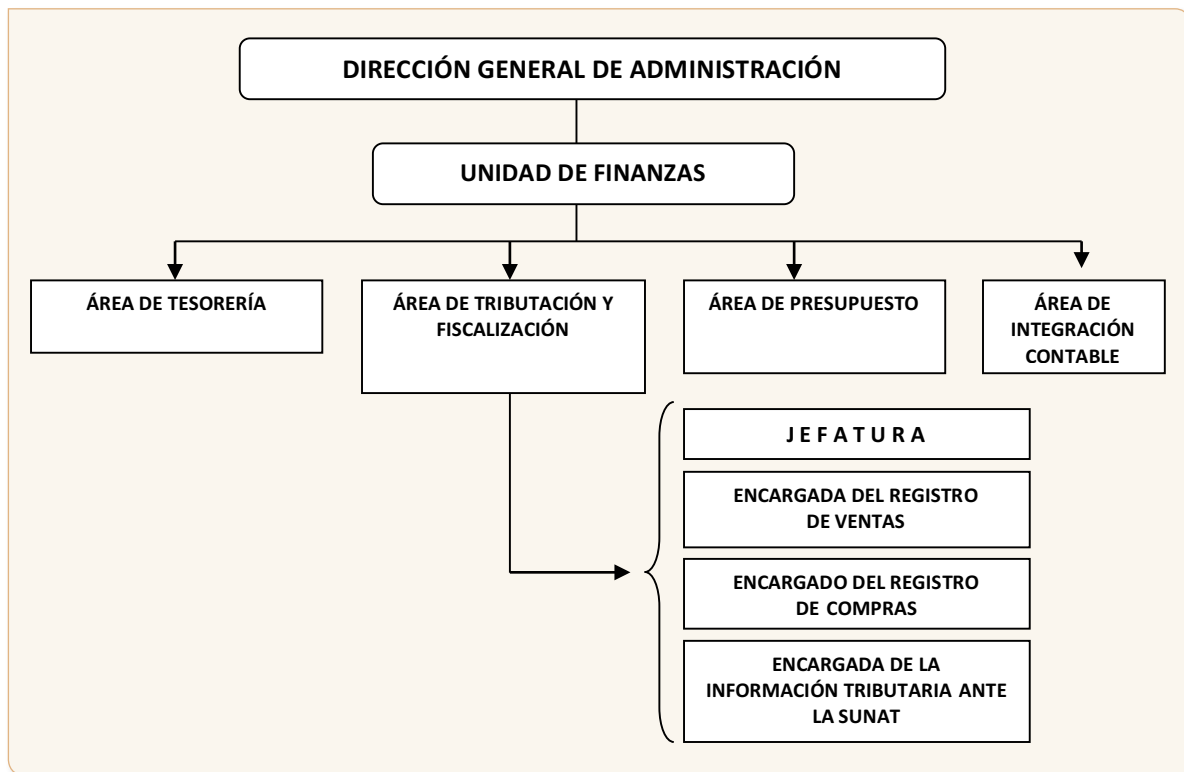 DIRECCIÓN GENERAL DE ADMINISTRACIÓN
UNIDAD DE FINANZAS
ÁREA DE TESORERÍA
ÁREA DE TRIBUTACIÓN Y
FISCALIZACIÓN
ÁREA DE PRESUPUESTO
ÁREA DE
INTEGRACIÓN
CONTABLE
J E F A T U R A
ENCARGADA DEL REGISTRO
DE VENTAS
ENCARGADO DEL REGISTRO
DE COMPRAS
ENCARGADA DE LA
INFORMACIÓN TRIBUTARIA ANTE
LA SUNAT